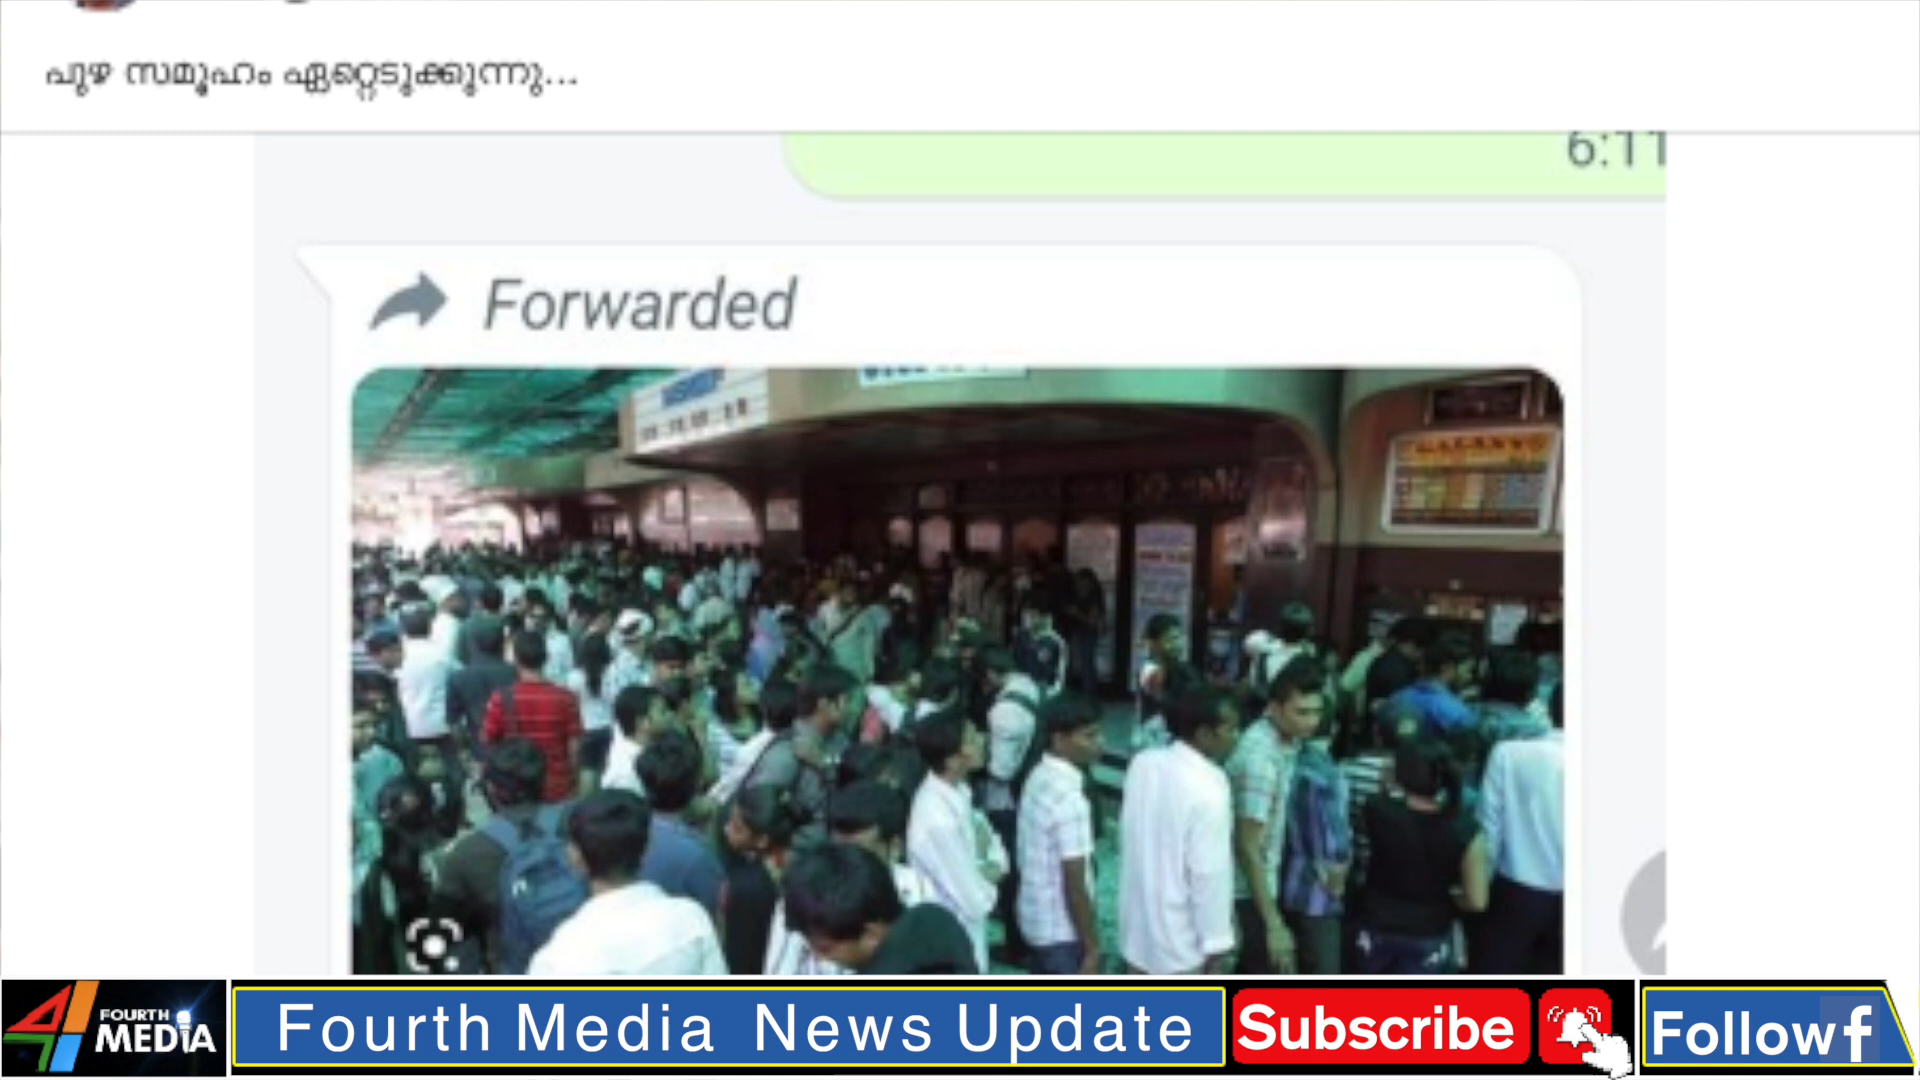 പുഴ സമൂഹം ഏറ്റെടുക്കുന്നു...
6:11
Forwarded
FOURTH
MEDIA
Fourth Media News Update
Subscribe
Follow f